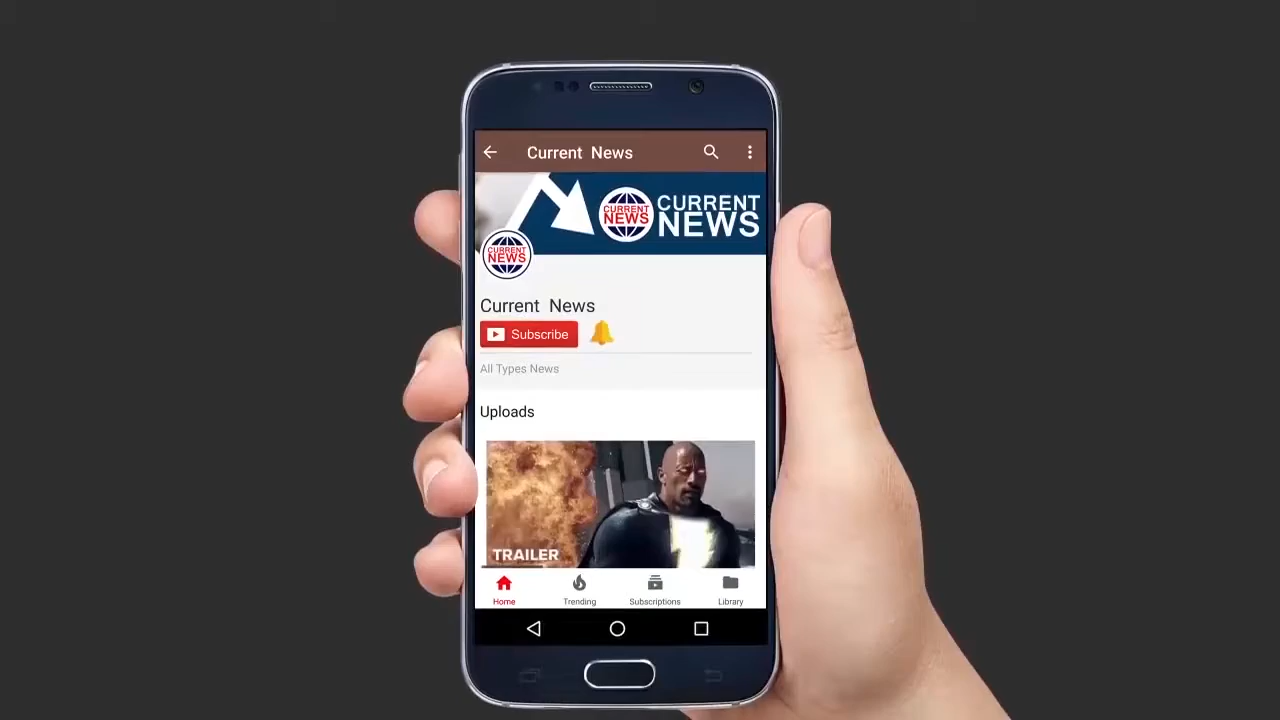 Current News
CURRENT
NEWS
CURRENT
NEWS
CURRENT
NEWS
Current News
Subscribe
All Types News
Uploads
TRAILER
Home
Trending
Subscriptions
Library